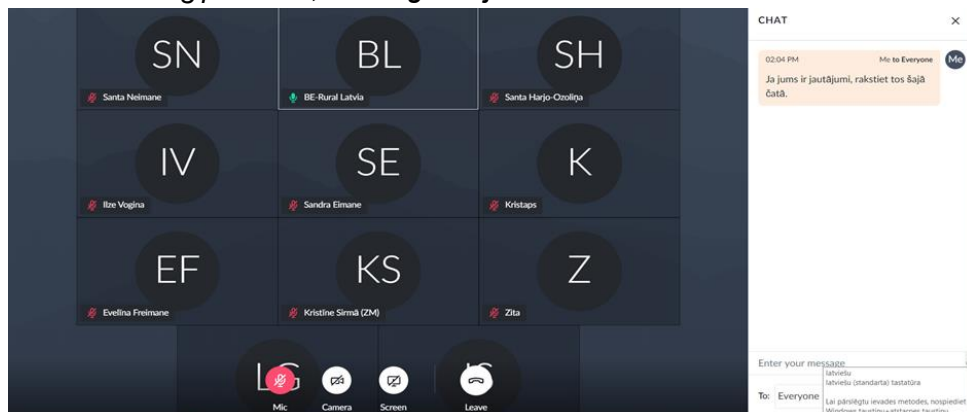 SN
BL
SH
Santa Neimane
BE-Rural Latvia
Santa Harjo-Ozoliņa
IV
SE
K
Ilze Vogina
Sandra Eimane
Kristaps
EF
KS
Z
Evelīna Freimane
Kristīne Sirmā (ZM)
Zita
Mic
Camera
Screen
Leave
CHAT
02:04 PM
Me to Everyone
Me
Ja jums ir jautājumi, rakstiet tos šajā
čatā.
Enter your message
latviešu
latviešu (standarta) tastatūra
To:
Everyone
Lai pārslēgtu ievades metodes, nospiediet